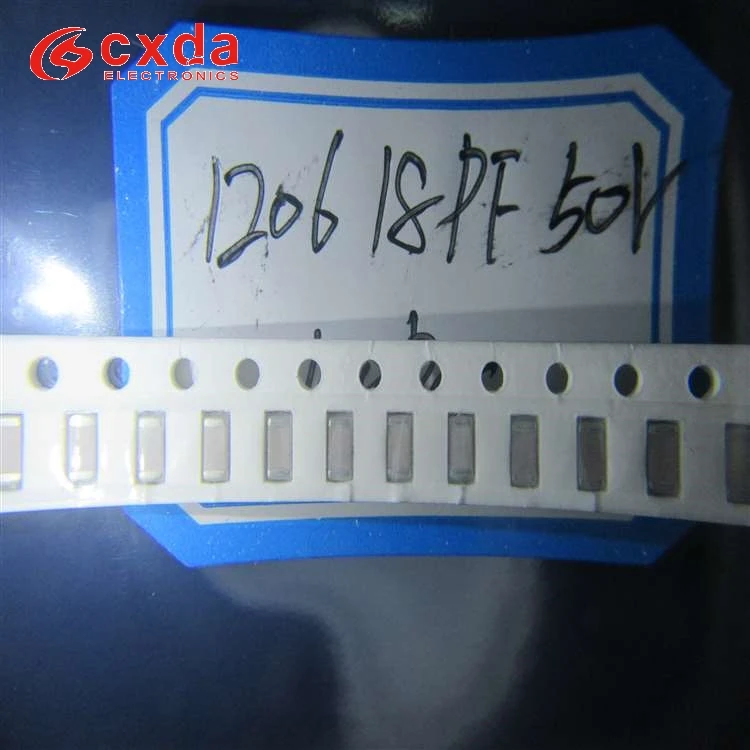 cxda
ELECTRONICS
1206 18PF 50V